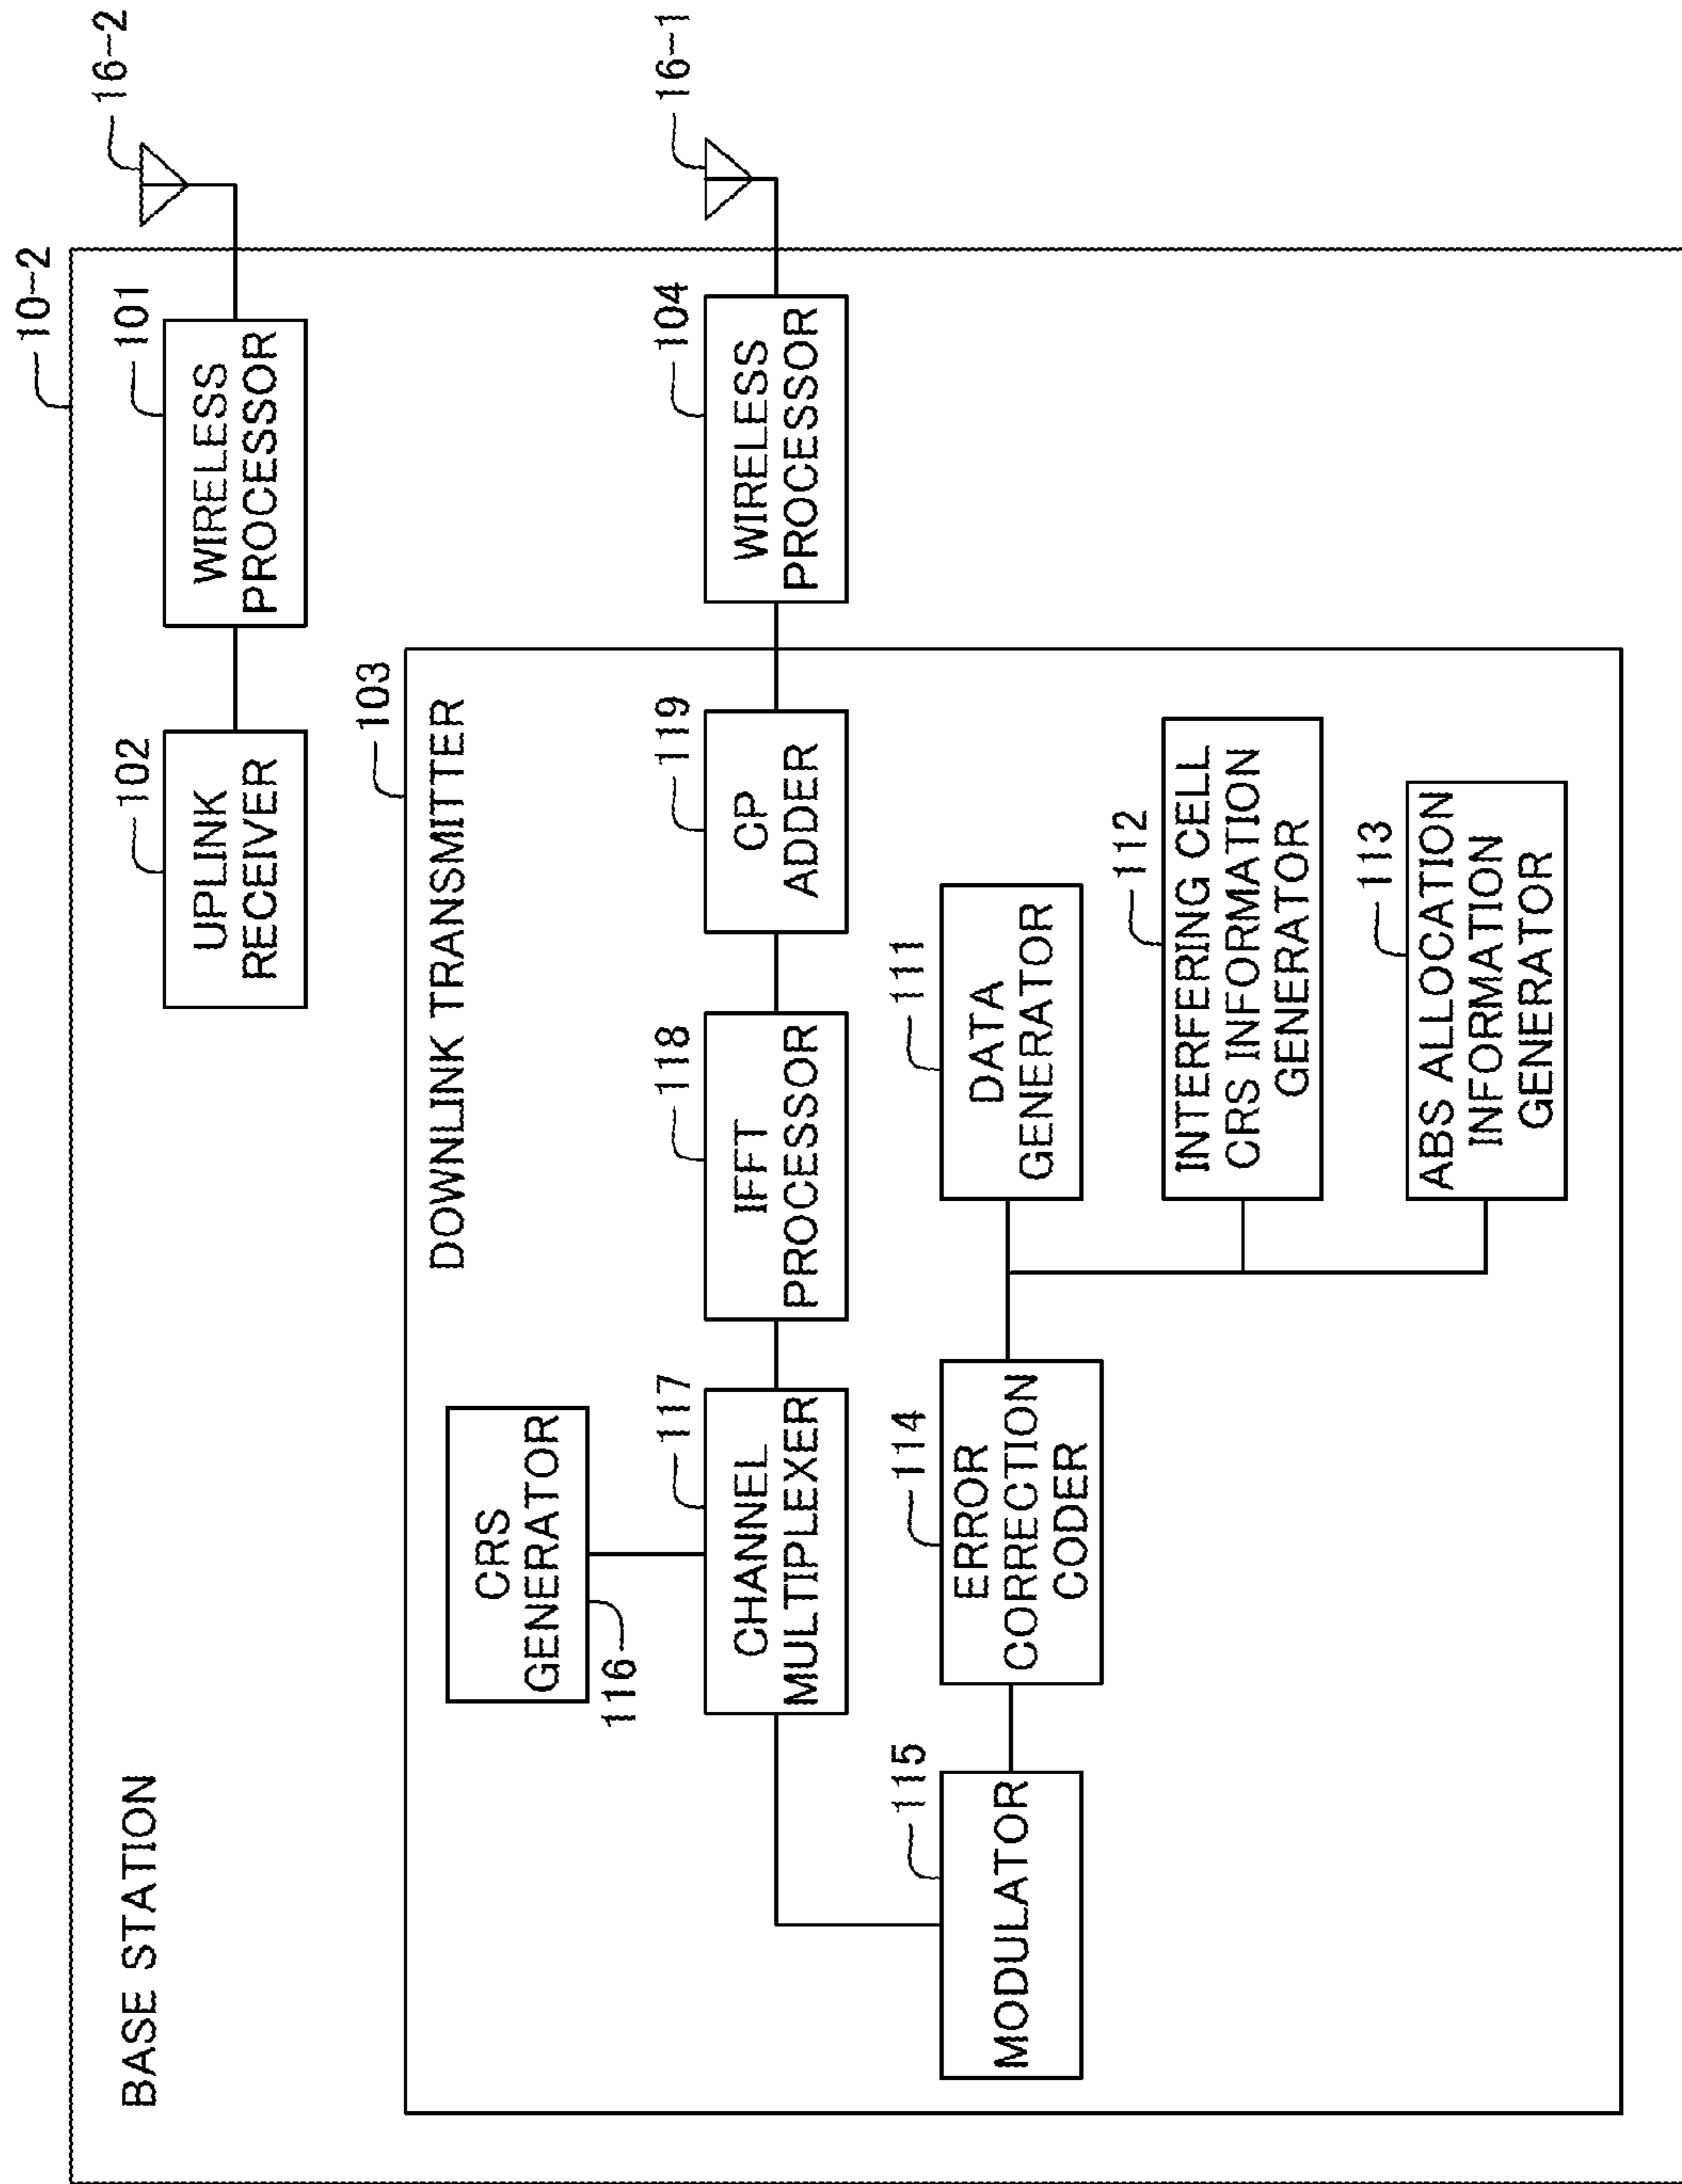 BASE STATION
10-2
16-2
101
WIRELESS
PROCESSOR
102
UPLINK
RECEIVER
103
DOWNLINK TRANSMITTER
16-1
104
WIRELESS
PROCESSOR
119
CP
ADDER
118
IFFT
PROCESSOR
117
CHANNEL
MULTIPLEXER
CRS
GENERATOR
116
115
MODULATOR
114
ERROR
CORRECTION
CODER
111
DATA
GENERATOR
112
INTERFERING CELL
CRS INFORMATION
GENERATOR
113
ABS ALLOCATION
INFORMATION
GENERATOR